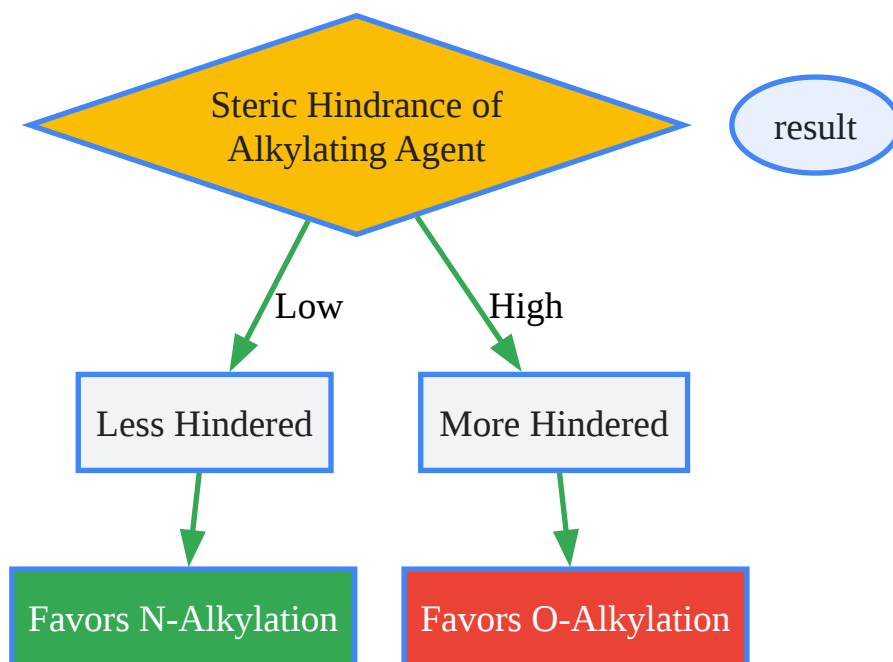 Steric Hindrance of
Alkylating Agent
result
Low
High
Less Hindered
More Hindered
Favors N-Alkylation
Favors O-Alkylation